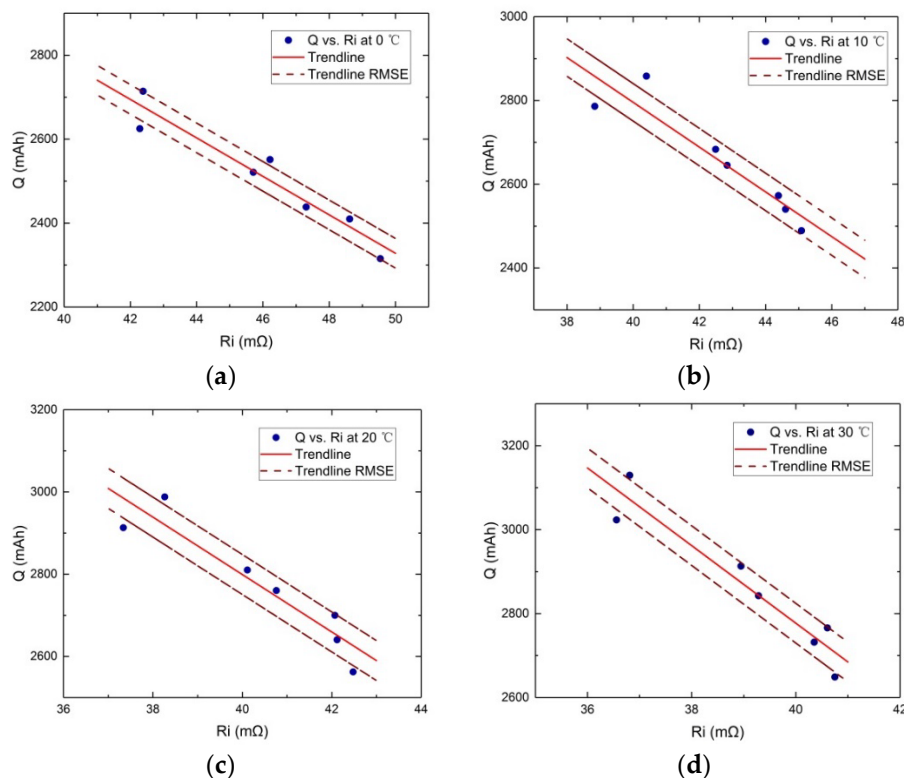 Q vs. Ri at 0 ℃
Trendline
Trendline RMSE
2800
2600
2400
2200
Q (mAh)
40 42 44 46 48 50
Ri (mΩ)
(a)
Q vs. Ri at 10 ℃
Trendline
Trendline RMSE
3000
2800
2600
2400
Q (mAh)
38 40 42 44 46 48
Ri (mΩ)
(b)
Q vs. Ri at 20 ℃
Trendline
Trendline RMSE
3200
3000
2800
2600
Q (mAh)
36 38 40 42 44
Ri (mΩ)
(c)
Q vs. Ri at 30 ℃
Trendline
Trendline RMSE
3200
3000
2800
2600
Q (mAh)
36 38 40 42
Ri (mΩ)
(d)